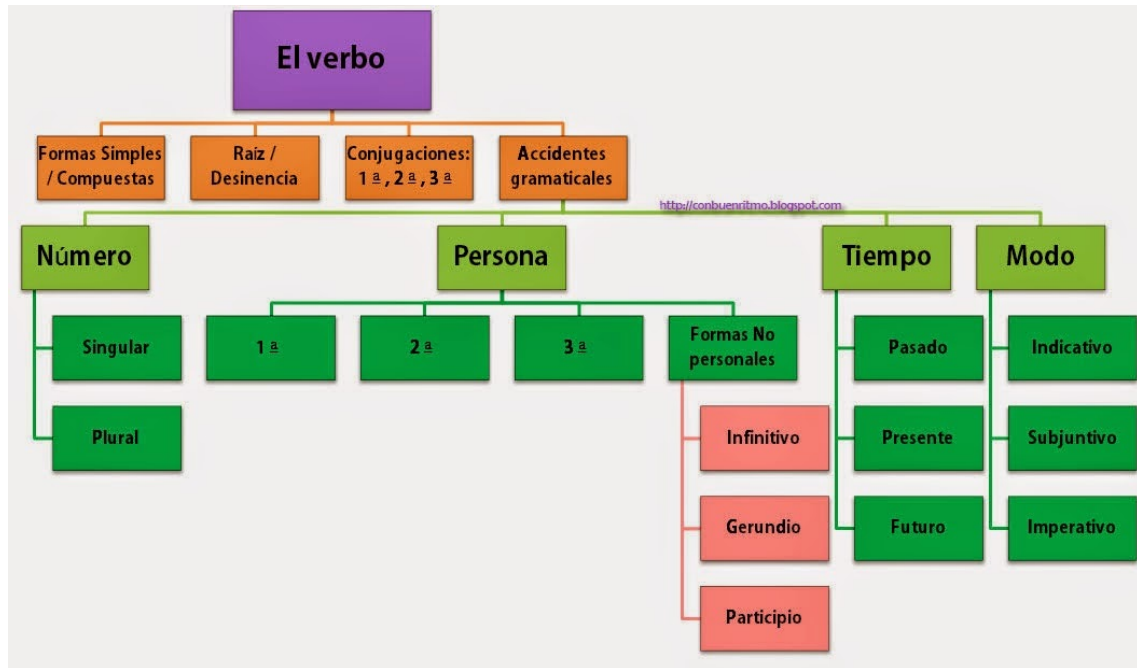 El verbo
Formas Simples
/ Compuestas
Raíz /
Desinencia
Conjugaciones:
1ª, 2ª, 3ª
Accidentes
gramaticales
http://conbuenritmo.blogspot.com
Número
Persona
Tiempo
Modo
Singular
Plural
1ª
2ª
3ª
Formas No
personales
Infinitivo
Gerundio
Participio
Pasado
Presente
Futuro
Indicativo
Subjuntivo
Imperativo